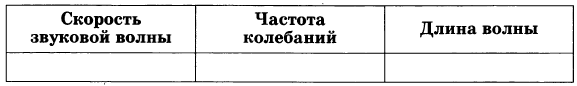 Скорость
звуковой волны
Частота
колебаний
Длина волны